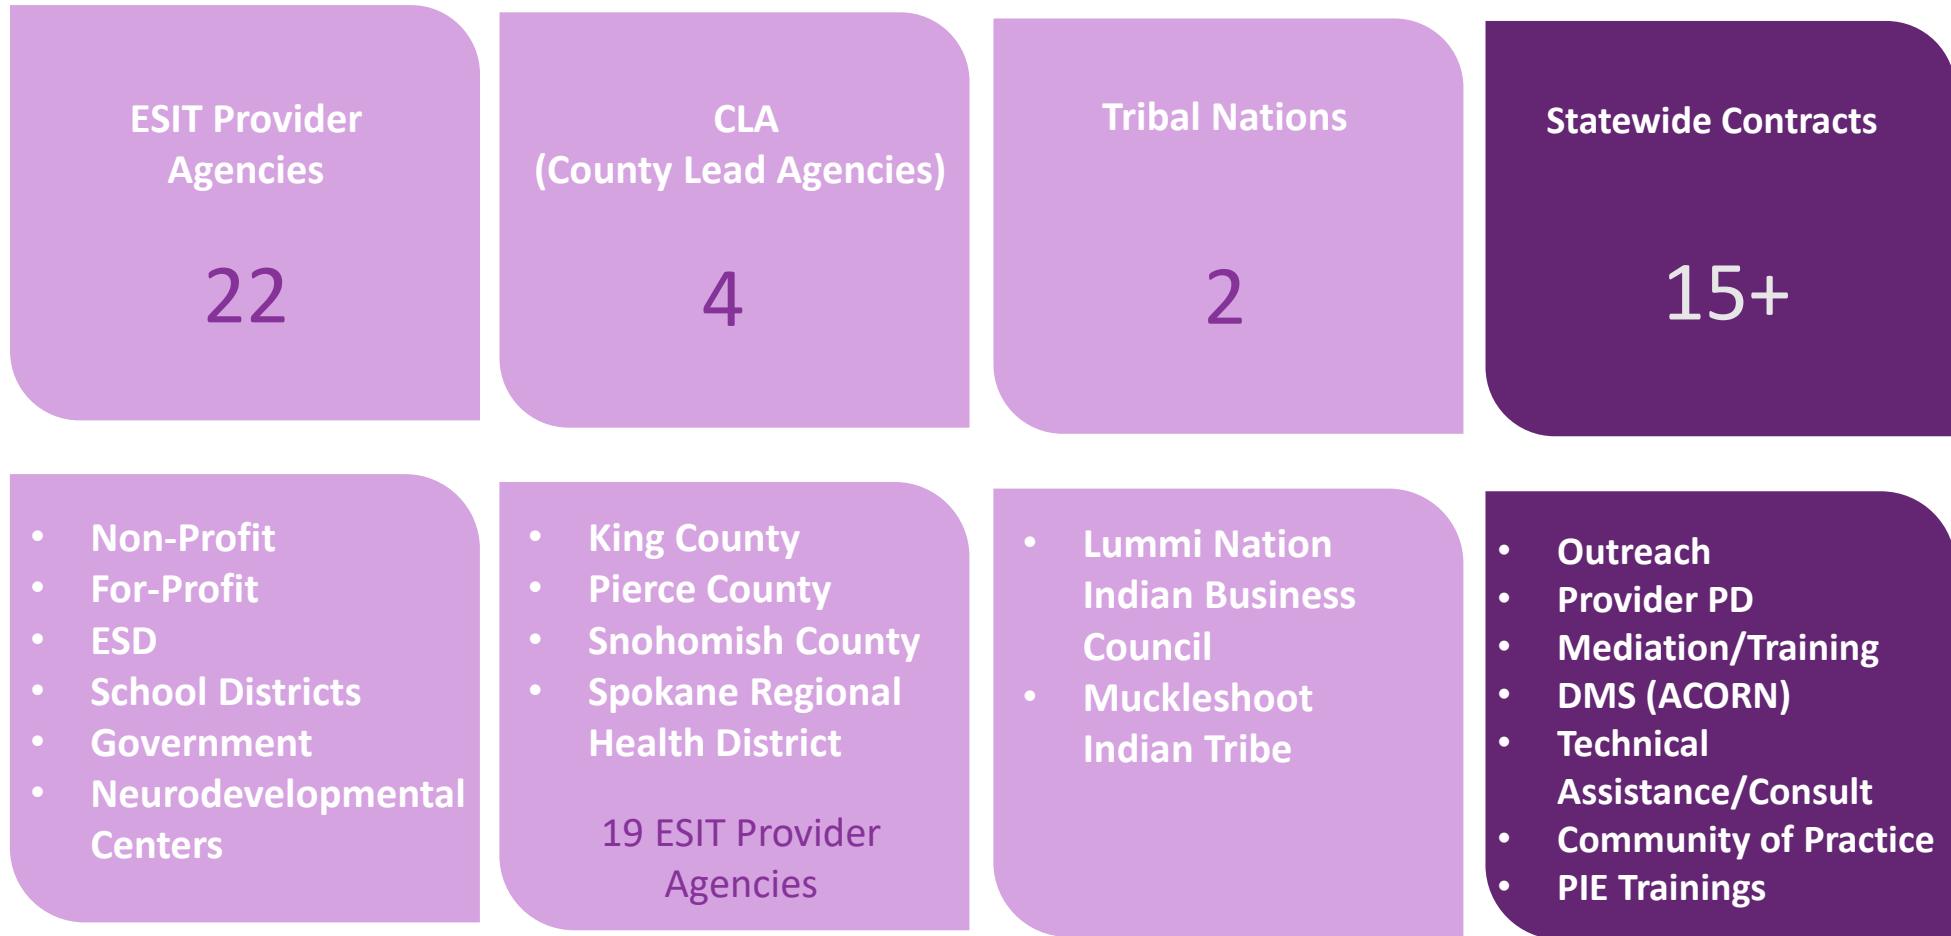 ESIT Provider
Agencies
22
CLA
(County Lead Agencies)
4
Tribal Nations
2
Statewide Contracts
15+
• Non-Profit
• For-Profit
• ESD
• School Districts
• Government
• Neurodevelopmental
Centers
• King County
• Pierce County
• Snohomish County
• Spokane Regional
Health District
19 ESIT Provider
Agencies
• Lummi Nation
Indian Business
Council
• Muckleshoot
Indian Tribe
• Outreach
• Provider PD
• Mediation/Training
• DMS (ACORN)
• Technical
Assistance/Consult
• Community of Practice
• PIE Trainings